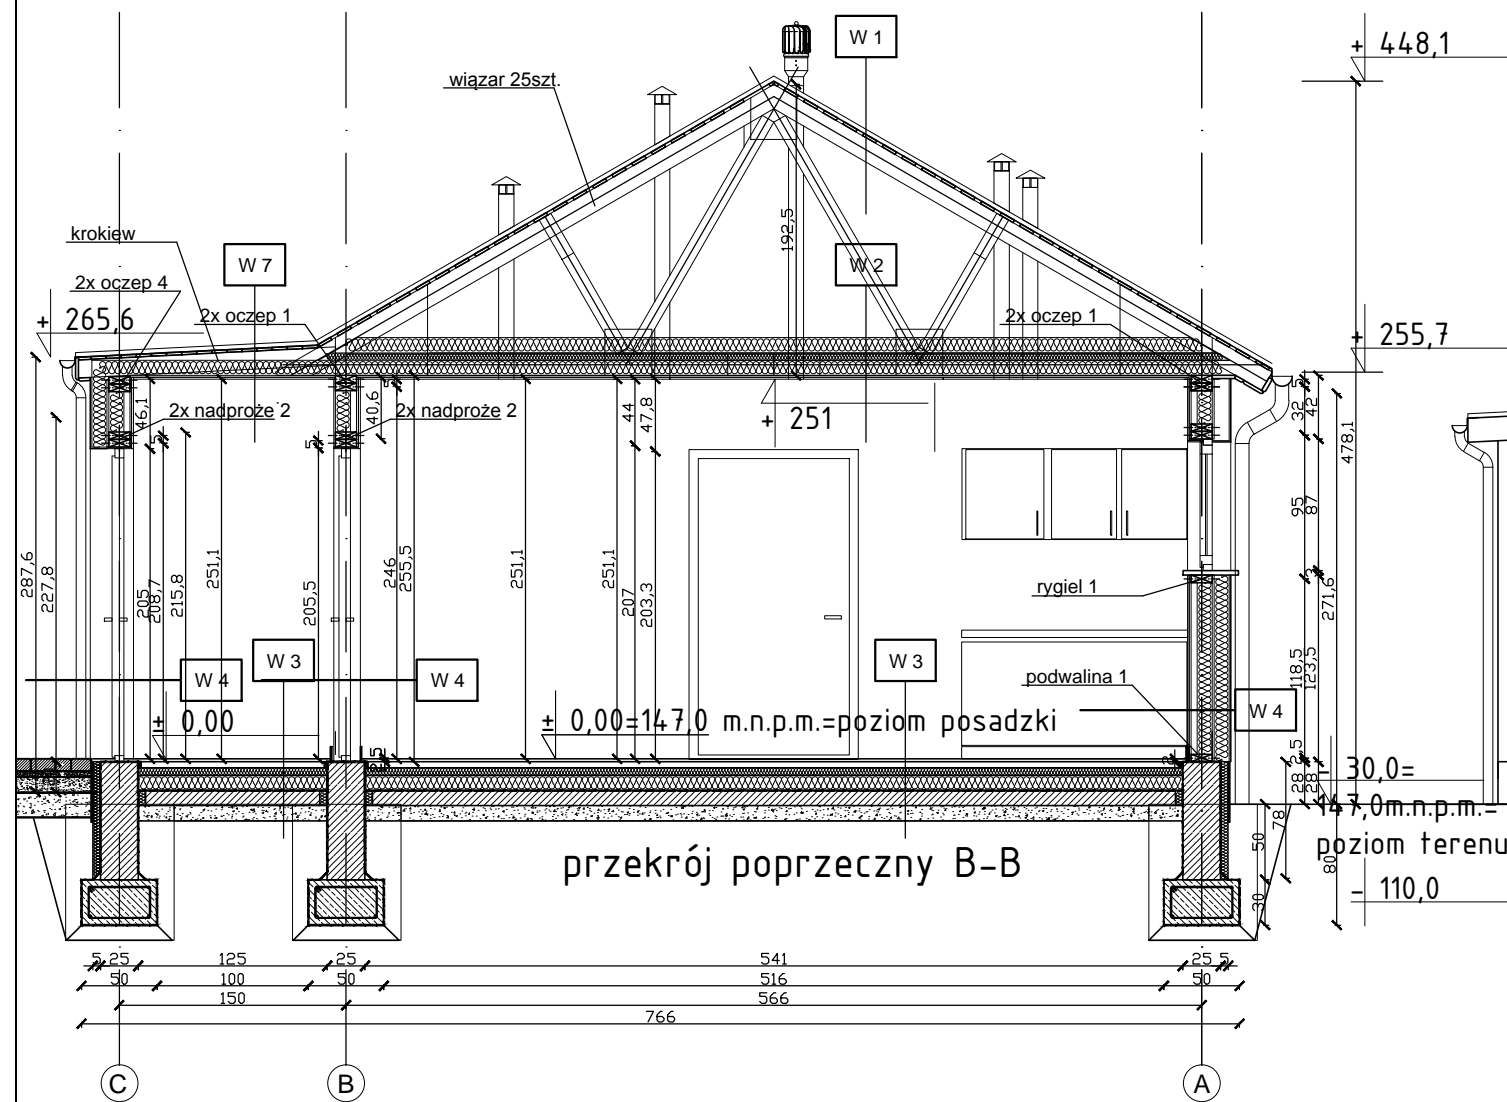 W 1
+ 448,1
wiązar 25szt.
192,5
krokiew
W 7
W 2
2x oczep 4
+ 265,6
2x oczep 1
2x oczep 1
+ 255,7
46,1
5
2x nadproże 2
40,6
2x nadproże 2
5
44
47,8
+ 251
5
32
42
478,1
95
87
287,6
227,8
205
208,7
215,8
251,1
205,5
246
255,5
251,1
251,1
207
203,3
3
271,6
rygiel 1
W 3
W 4
W 4
W 3
podwalina 1
W 4
118,5
123,5
± 0,00
± 0,00=147,0 m.n.p.m.=poziom posadzki
2,5
28
28
- 30,0=
147,0m.n.p.m.=
poziom terenu
78
50
80
30
- 110,0
przekrój poprzeczny B-B
5 25 125 25 541 25 5
50 100 50 516 50
150 566
766
C B A